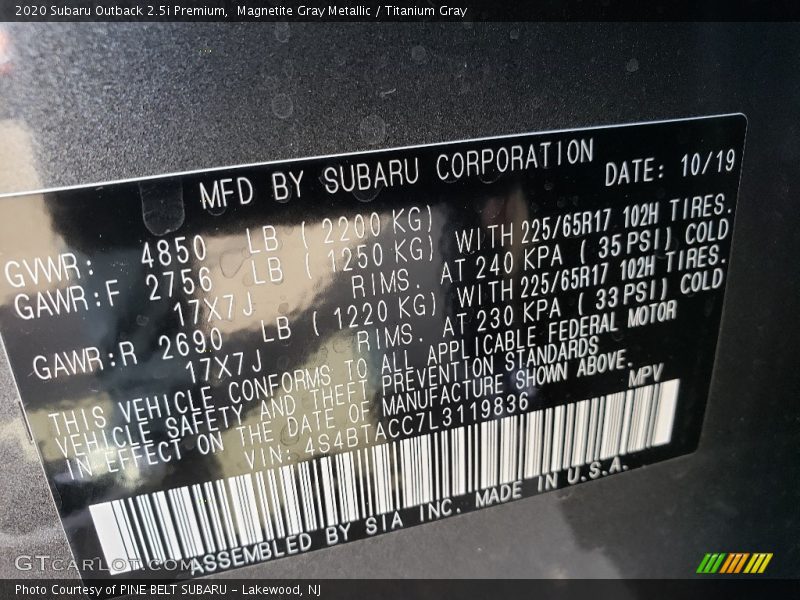 2020 Subaru Outback 2.5i Premium,  Magnetite Gray Metallic / Titanium Gray
MFD BY SUBARU CORPORATION DATE: 10/19
GVWR: 4850 LB ( 2200 KG)
GAWR:F 2756 LB ( 1250 KG) WITH 225/65R17 102H TIRES.
17X7J RIMS. AT 240 KPA ( 35 PSI) COLD
GAWR:R 2690 LB ( 1220 KG) WITH 225/65R17 102H TIRES.
17X7J RIMS. AT 230 KPA ( 33 PSI) COLD
THIS VEHICLE CONFORMS TO ALL APPLICABLE FEDERAL MOTOR
VEHICLE SAFETY AND THEFT PREVENTION STANDARDS
IN EFFECT ON THE DATE OF MANUFACTURE SHOWN ABOVE.
VIN: 4S4BTACC7L3119836 MPV
ASSEMBLED BY SIA INC. MADE IN U.S.A.
GTcarlot.com
Photo Courtesy of PINE BELT SUBARU – Lakewood, NJ